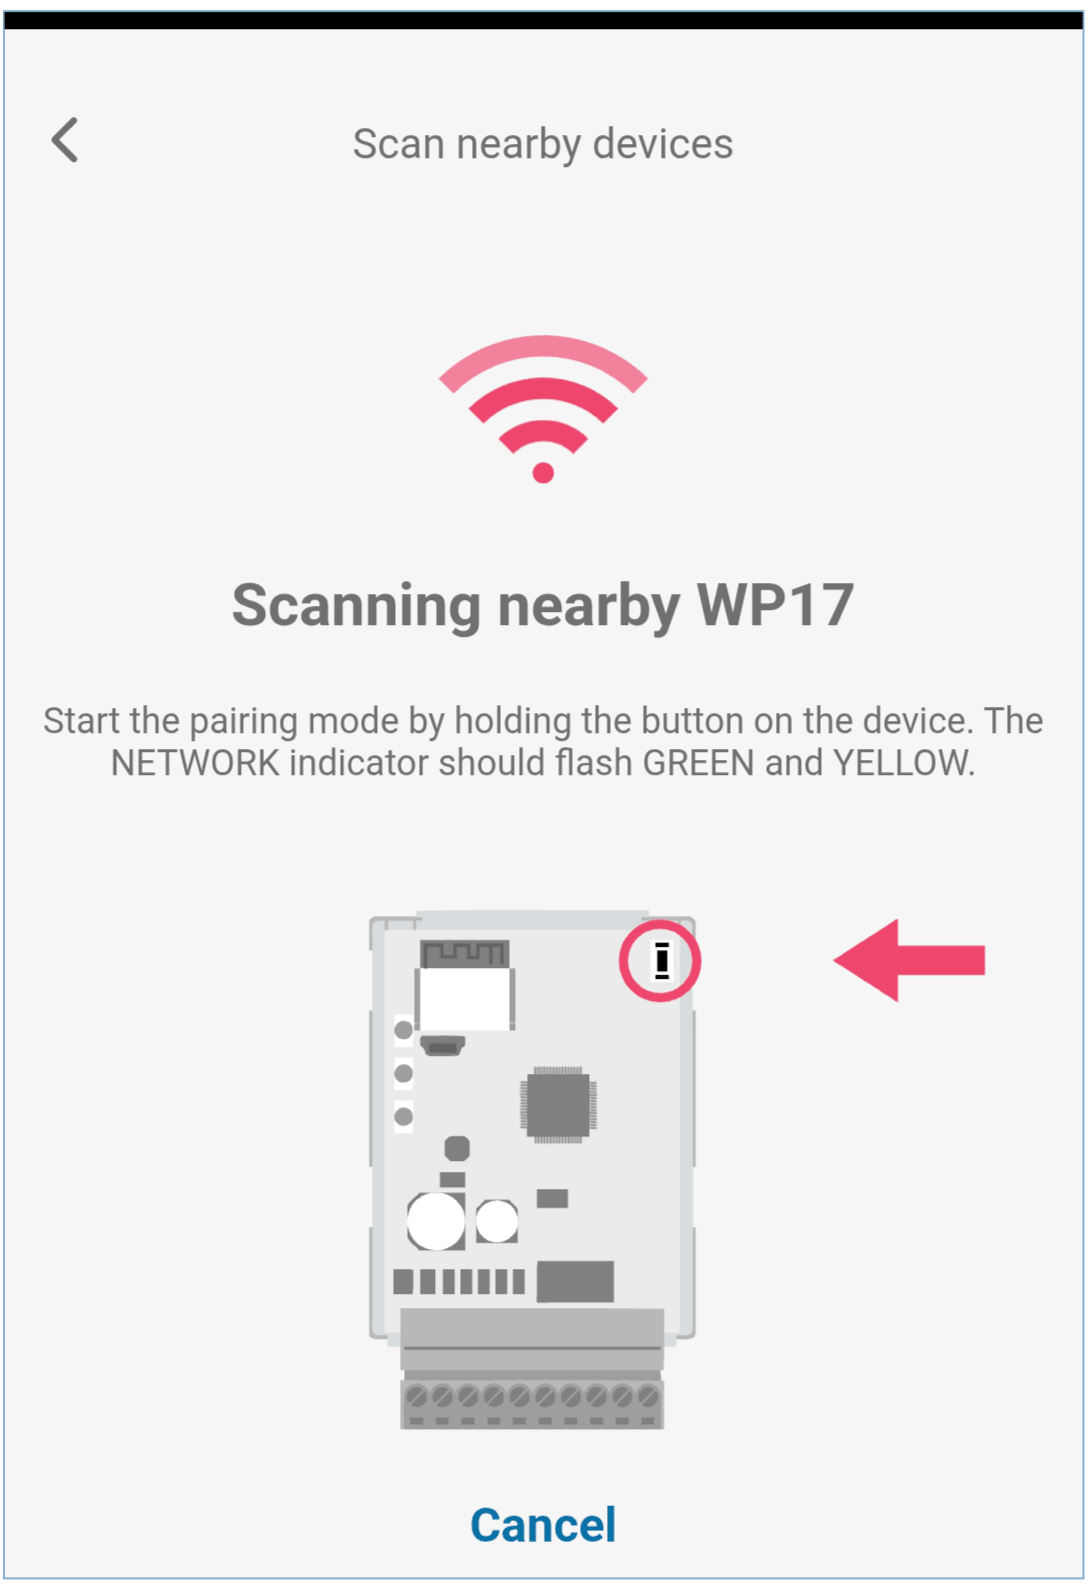 Scan nearby devices
Scanning nearby WP17
Start the pairing mode by holding the button on the device. The
NETWORK indicator should flash GREEN and YELLOW.
Cancel